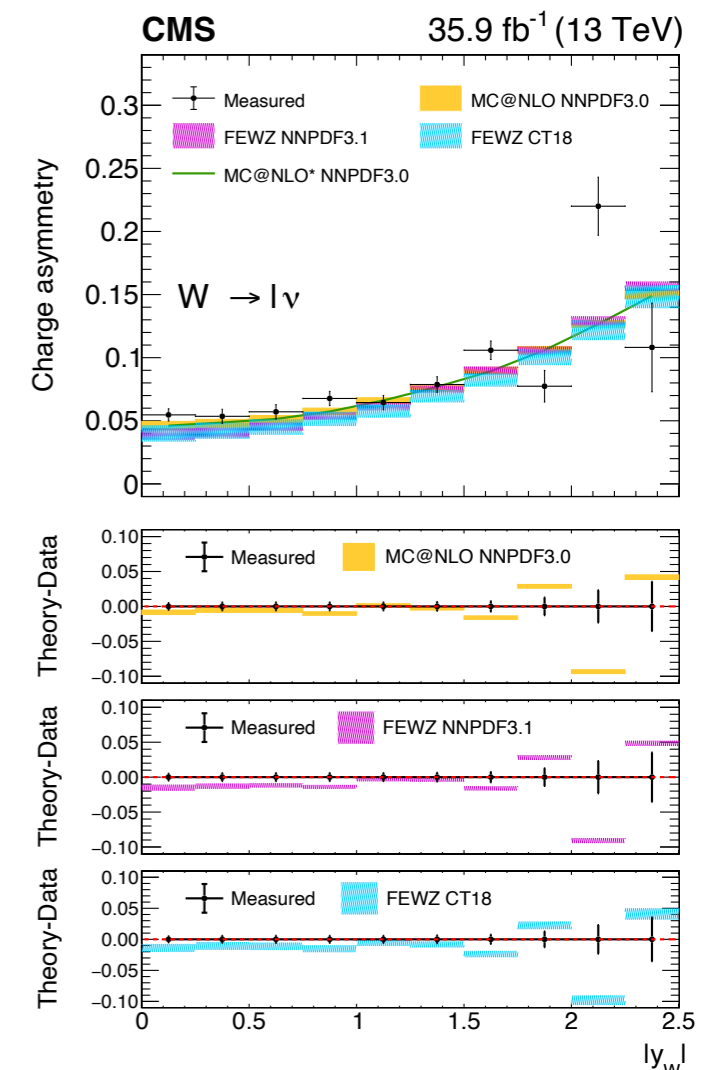 CMS 35.9 fb⁻¹ (13 TeV)
Charge asymmetry
0.3
0.25
0.2
0.15
0.1
0.05
0
Measured
MC@NLO NNPDF3.0
FEWZ NNPDF3.1
FEWZ CT18
MC@NLO* NNPDF3.0
W → l ν
Theory-Data
0.10
0.05
0.00
−0.05
−0.10
Measured
MC@NLO NNPDF3.0
Theory-Data
0.10
0.05
0.00
−0.05
−0.10
Measured
FEWZ NNPDF3.1
Theory-Data
0.10
0.05
0.00
−0.05
−0.10
Measured
FEWZ CT18
0 0.5 1 1.5 2 2.5
|y_W|